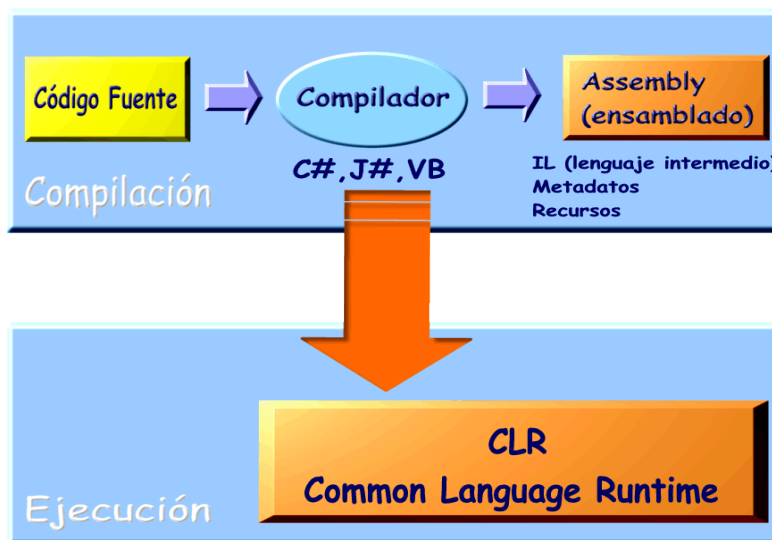 Código Fuente
Compilador
Assembly
(ensamblado)
C#,J#,VB
IL (lenguaje intermedio)
Metadatos
Recursos
Compilación
CLR
Common Language Runtime
Ejecución